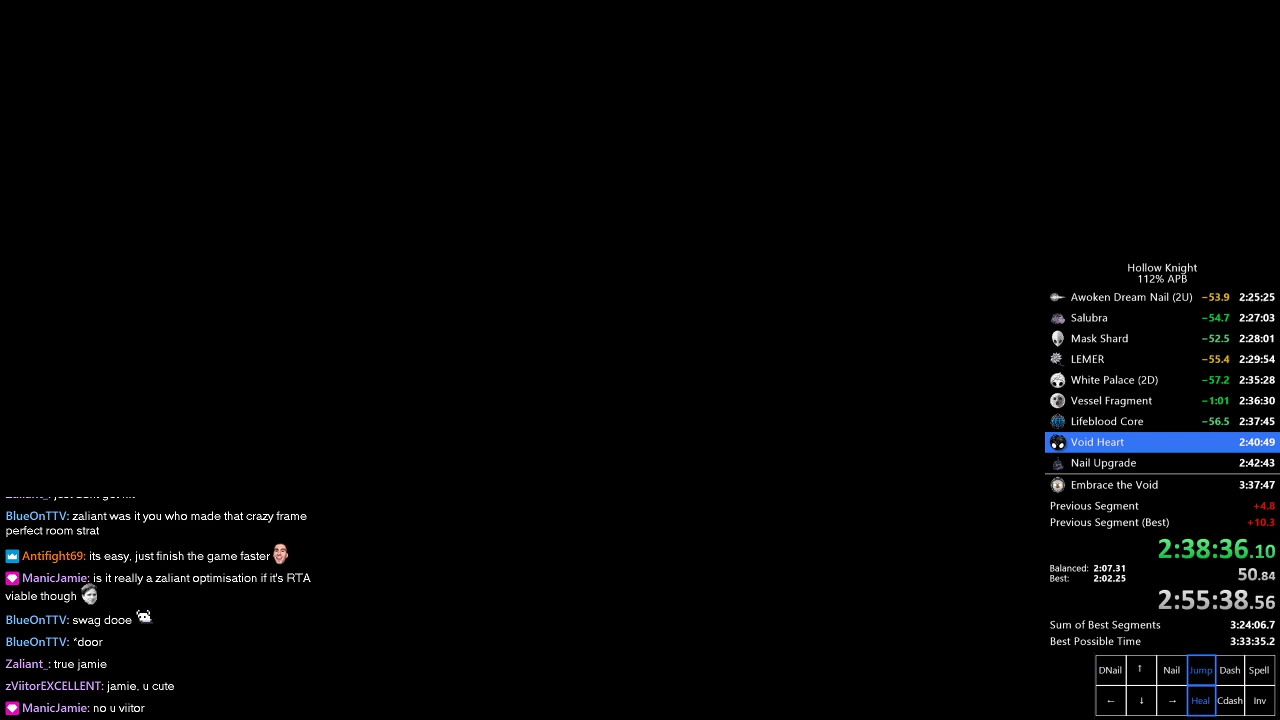 Hollow Knight
112% APB
Awoken Dream Nail (2U) −53.9 2:25:25
Salubra −54.7 2:27:03
Mask Shard −52.5 2:28:01
LEMER −55.4 2:29:54
White Palace (2D) −57.2 2:35:28
Vessel Fragment −1:01 2:36:30
Lifeblood Core −56.5 2:37:45
Void Heart 2:40:49
Nail Upgrade 2:42:43
Embrace the Void 3:37:47
Previous Segment +4.8
Previous Segment (Best) +10.3
2:38:36.10
Balanced: 2:07.31
Best: 2:02.25
50.84
2:55:38.56
Sum of Best Segments 3:24:06.7
Best Possible Time 3:33:35.2
DNail ↑ Nail Jump Dash Spell
← ↓ → Heal Cdash Inv
BlueOnTTV: zaliant was it you who made that crazy frame
perfect room strat
Antifight69: its easy, just finish the game faster
ManicJamie: is it really a zaliant optimisation if it's RTA
viable though
BlueOnTTV: swag dooe
BlueOnTTV: *door
Zaliant_: true jamie
zViitorEXCELLENT: jamie, u cute
ManicJamie: no u viitor